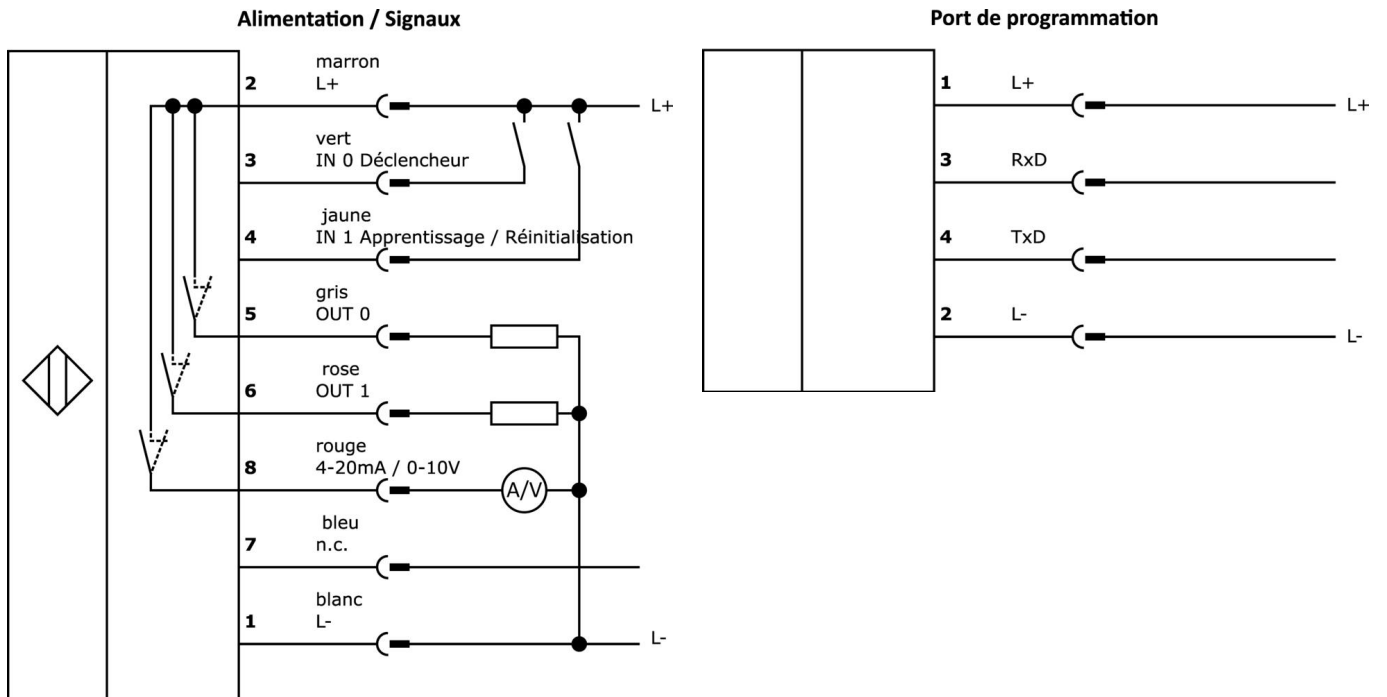 Alimentation / Signaux
marron
2 L+ L+
vert
3 IN 0 Déclencheur
jaune
4 IN 1 Apprentissage / Réinitialisation
gris
5 OUT 0
rose
6 OUT 1
rouge
8 4-20mA / 0-10V
A/V
bleu
7 n.c.
blanc
1 L- L-
Port de programmation
1 L+ L+
3 RxD
4 TxD
2 L- L-